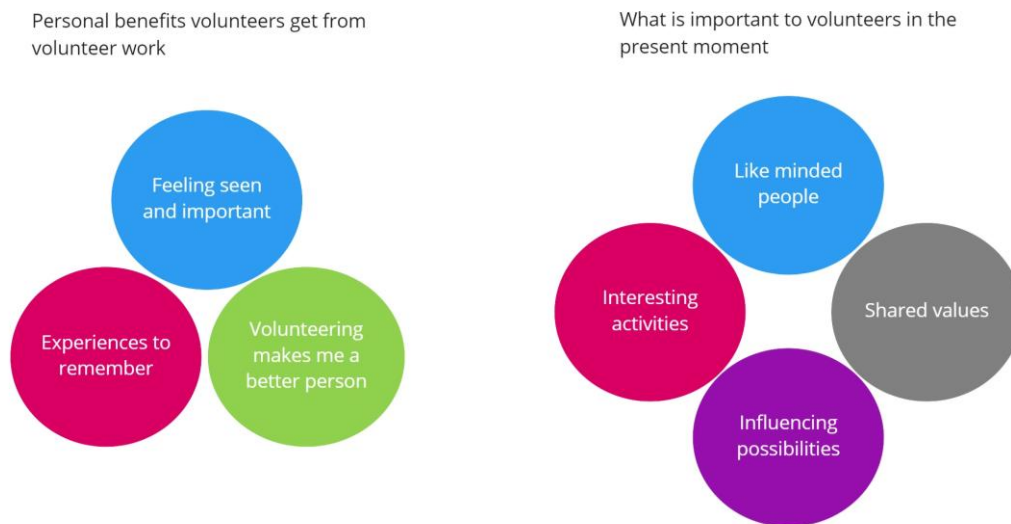 Personal benefits volunteers get from
volunteer work
Feeling seen
and important
Experiences to
remember
Volunteering
makes me a
better person
What is important to volunteers in the
present moment
Like minded
people
Interesting
activities
Shared values
Influencing
possibilities